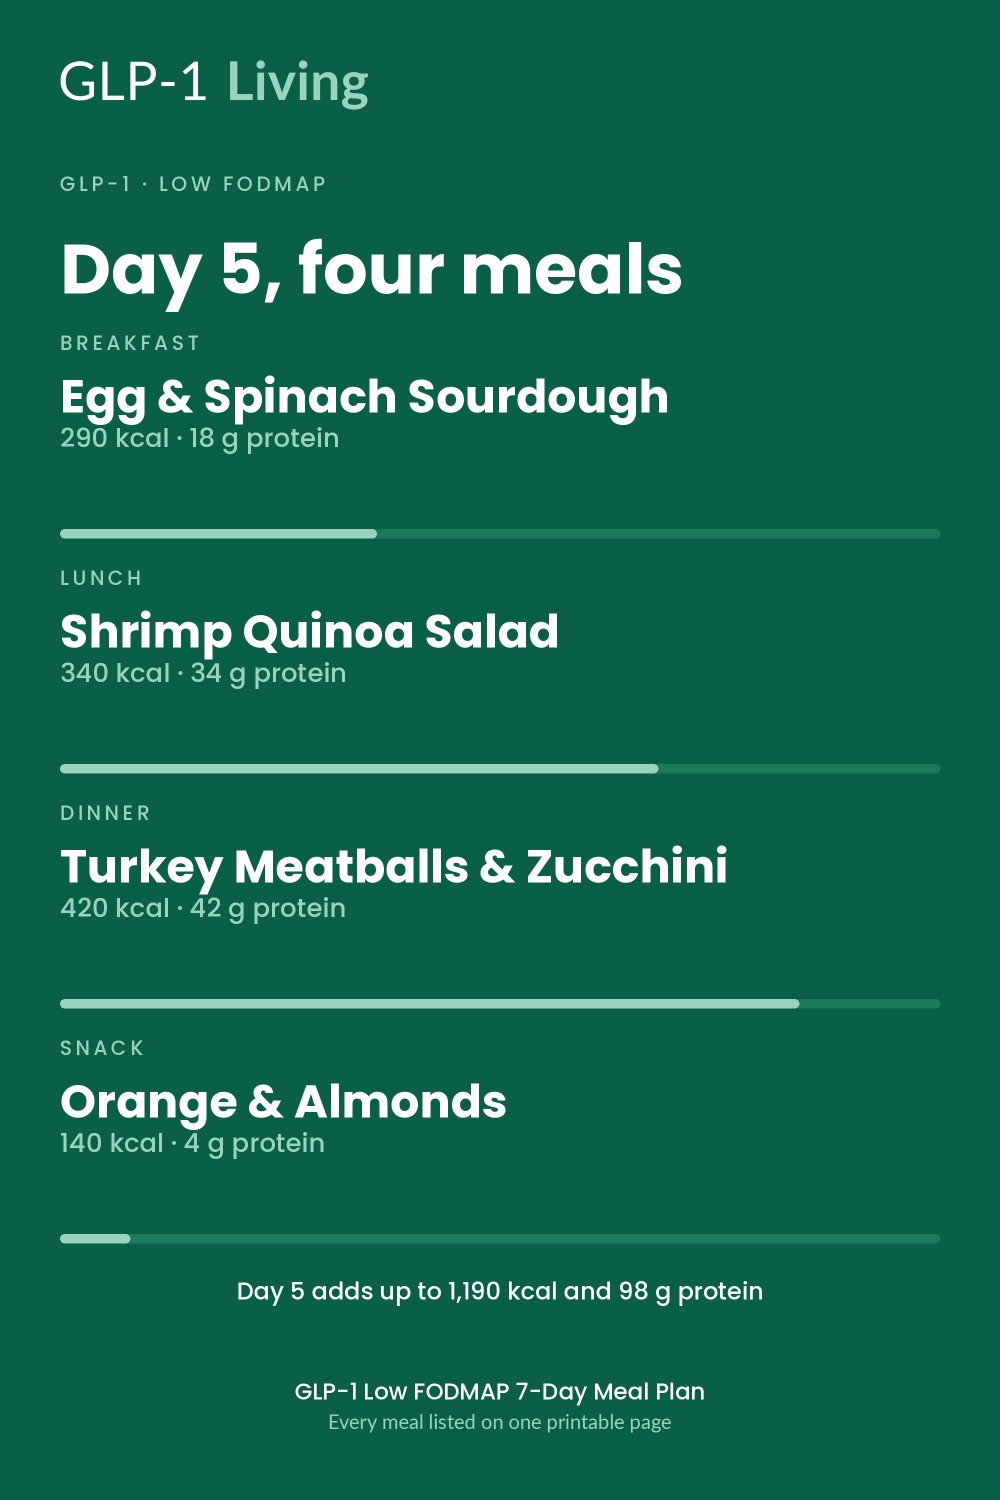 GLP-1 Living
GLP-1 · LOW FODMAP
Day 5, four meals
BREAKFAST
Egg & Spinach Sourdough
290 kcal · 18 g protein
LUNCH
Shrimp Quinoa Salad
340 kcal · 34 g protein
DINNER
Turkey Meatballs & Zucchini
420 kcal · 42 g protein
SNACK
Orange & Almonds
140 kcal · 4 g protein
Day 5 adds up to 1,190 kcal and 98 g protein
GLP-1 Low FODMAP 7-Day Meal Plan
Every meal listed on one printable page